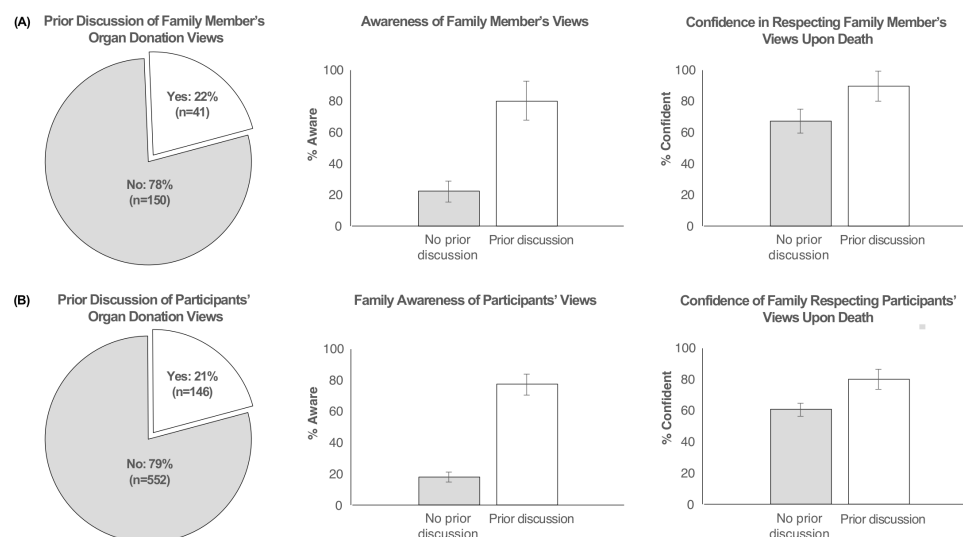 (A) Prior Discussion of Family Member's
Organ Donation Views
Yes: 22%
(n=41)
No: 78%
(n=150)
Awareness of Family Member's Views
% Aware
100
80
60
40
20
0
No prior
discussion
Prior discussion
Confidence in Respecting Family Member's
Views Upon Death
% Confident
100
80
60
40
20
0
No prior
discussion
Prior discussion
(B) Prior Discussion of Participants'
Organ Donation Views
Yes: 21%
(n=146)
No: 79%
(n=552)
Family Awareness of Participants' Views
% Aware
100
80
60
40
20
0
No prior
discussion
Prior discussion
Confidence of Family Respecting Participants'
Views Upon Death
% Confident
100
80
60
40
20
0
No prior
discussion
Prior discussion